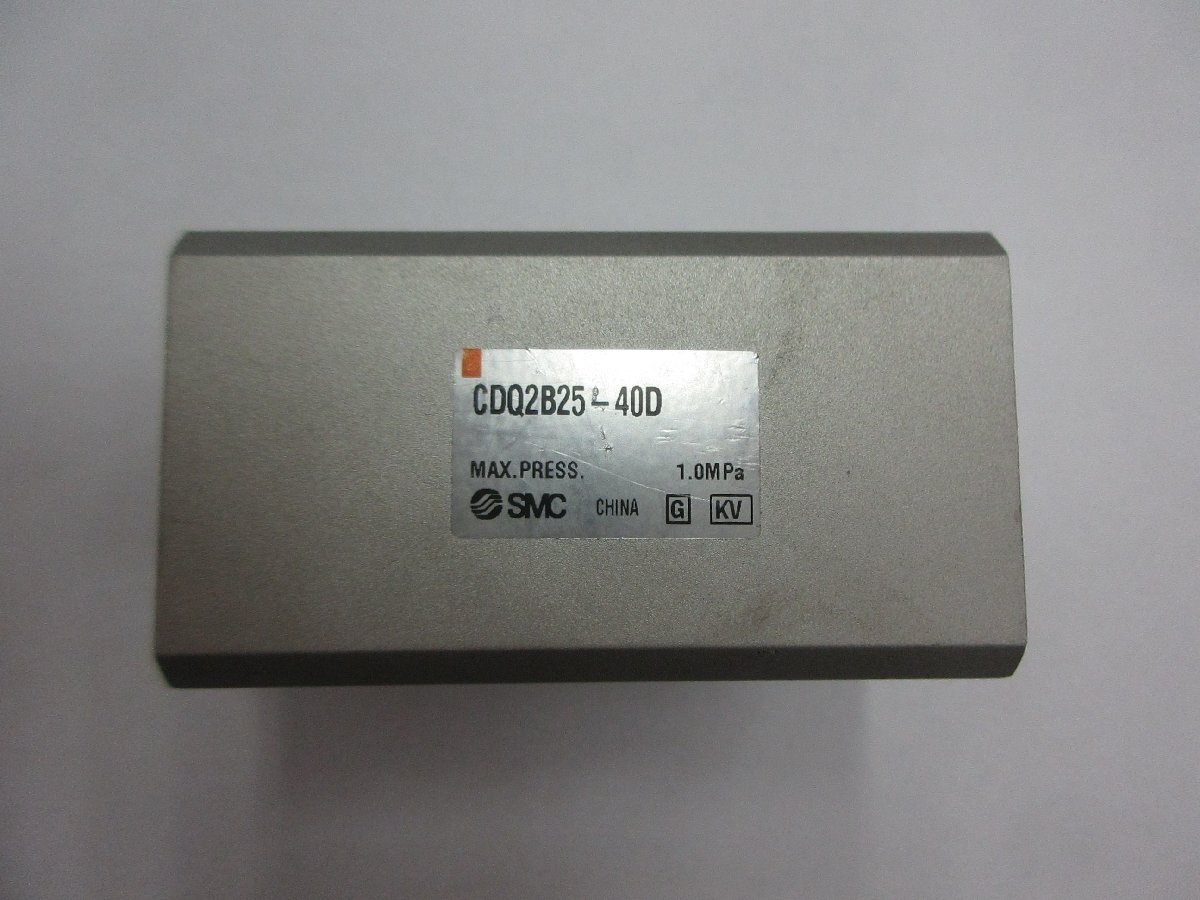 CDQ2B25-40D
MAX.PRESS. 1.0MPa
SMC CHINA G KV